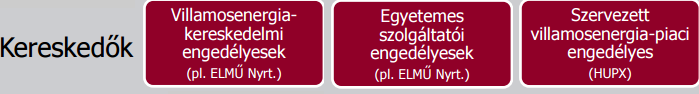 Kereskedők
Villamosenergia-
kereskedelmi
engedélyesek
(pl. ELMŰ Nyrt.)
Egyetemes
szolgáltatói
engedélyesek
(pl. ELMŰ Nyrt.)
Szervezett
villamosenergia-piaci
engedélyes
(HUPX)